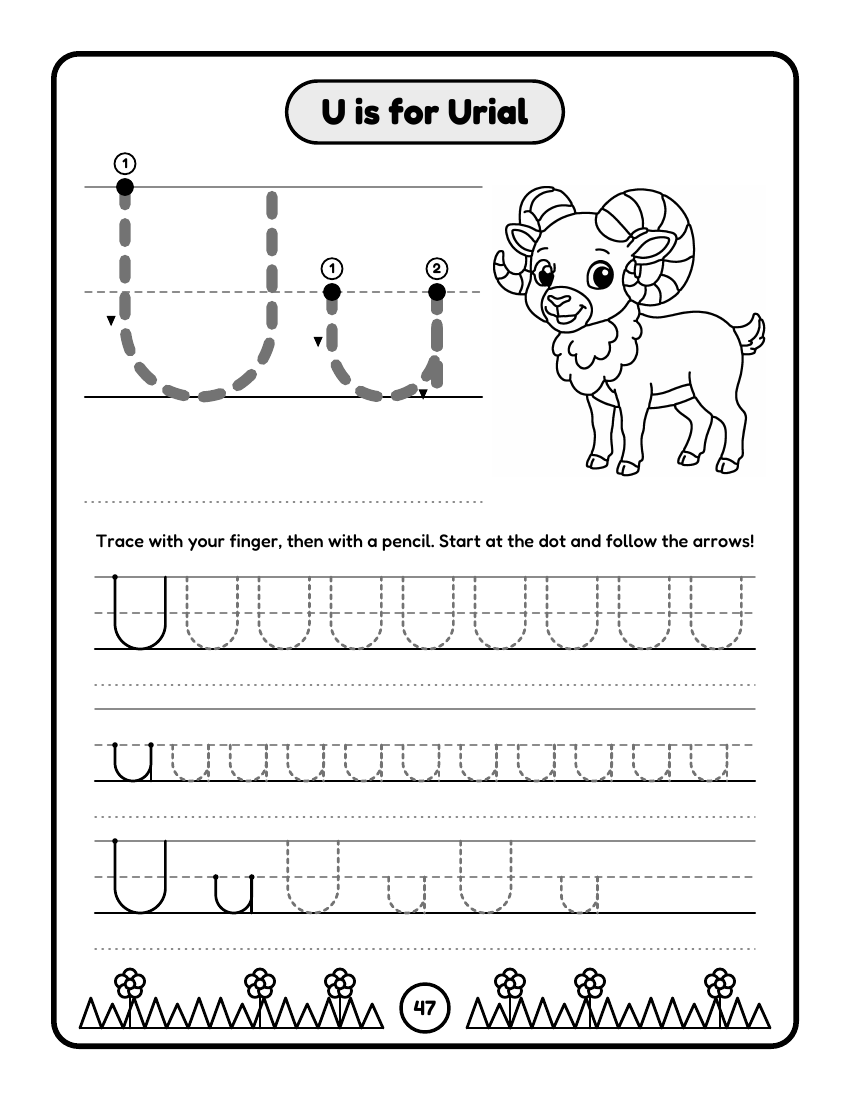 U is for Urial
1
1 2
Trace with your finger, then with a pencil. Start at the dot and follow the arrows!
U U U U U U U U U
u u u u u u u u u u u
U u U u U u
47